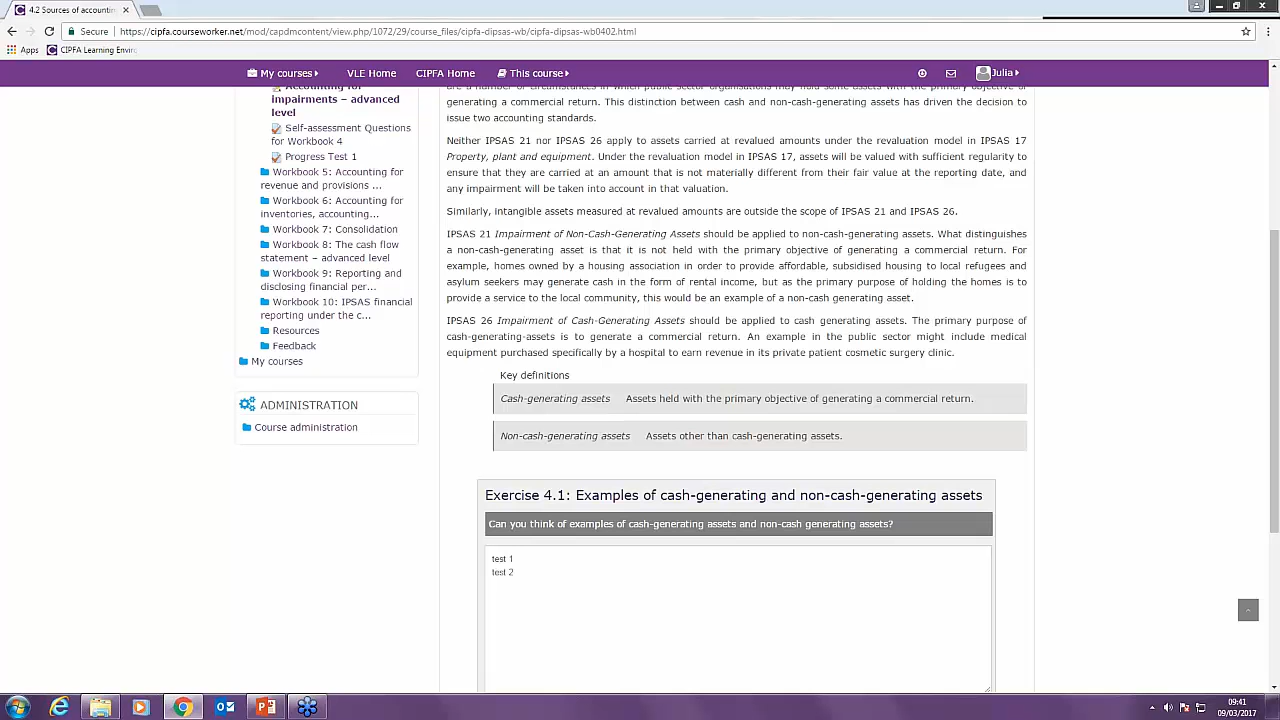 4.2 Sources of accountin
Secure
https://cipfa.courseworker.net/mod/capdmcontent/view.php/1072/29/course_files/cipfa-dipsas-wb/cipfa-dipsas-wb0402.html
Apps
CIPFA Learning Enviro
My courses
VLE Home
CIPFA Home
This course
Julia
Accounting for
impairments – advanced
level
Self-assessment Questions
for Workbook 4
Progress Test 1
Workbook 5: Accounting for
revenue and provisions ...
Workbook 6: Accounting for
inventories, accounting...
Workbook 7: Consolidation
Workbook 8: The cash flow
statement – advanced level
Workbook 9: Reporting and
disclosing financial per...
Workbook 10: IPSAS financial
reporting under the c...
Resources
Feedback
My courses
ADMINISTRATION
Course administration
are a number of circumstances in which public sector organisations may hold some assets with the primary objective of
generating a commercial return. This distinction between cash and non-cash-generating assets has driven the decision to
issue two accounting standards.
Neither IPSAS 21 nor IPSAS 26 apply to assets carried at revalued amounts under the revaluation model in IPSAS 17
Property, plant and equipment. Under the revaluation model in IPSAS 17, assets will be valued with sufficient regularity to
ensure that they are carried at an amount that is not materially different from their fair value at the reporting date, and
any impairment will be taken into account in that valuation.
Similarly, intangible assets measured at revalued amounts are outside the scope of IPSAS 21 and IPSAS 26.
IPSAS 21 Impairment of Non-Cash-Generating Assets should be applied to non-cash-generating assets. What distinguishes
a non-cash-generating asset is that it is not held with the primary objective of generating a commercial return. For
example, homes owned by a housing association in order to provide affordable, subsidised housing to local refugees and
asylum seekers may generate cash in the form of rental income, but as the primary purpose of holding the homes is to
provide a service to the local community, this would be an example of a non-cash generating asset.
IPSAS 26 Impairment of Cash-Generating Assets should be applied to cash generating assets. The primary purpose of
cash-generating-assets is to generate a commercial return. An example in the public sector might include medical
equipment purchased specifically by a hospital to earn revenue in its private patient cosmetic surgery clinic.
Key definitions
Cash-generating assets Assets held with the primary objective of generating a commercial return.
Non-cash-generating assets Assets other than cash-generating assets.
Exercise 4.1: Examples of cash-generating and non-cash-generating assets
Can you think of examples of cash-generating assets and non-cash generating assets?
test 1
test 2
09:41
09/03/2017